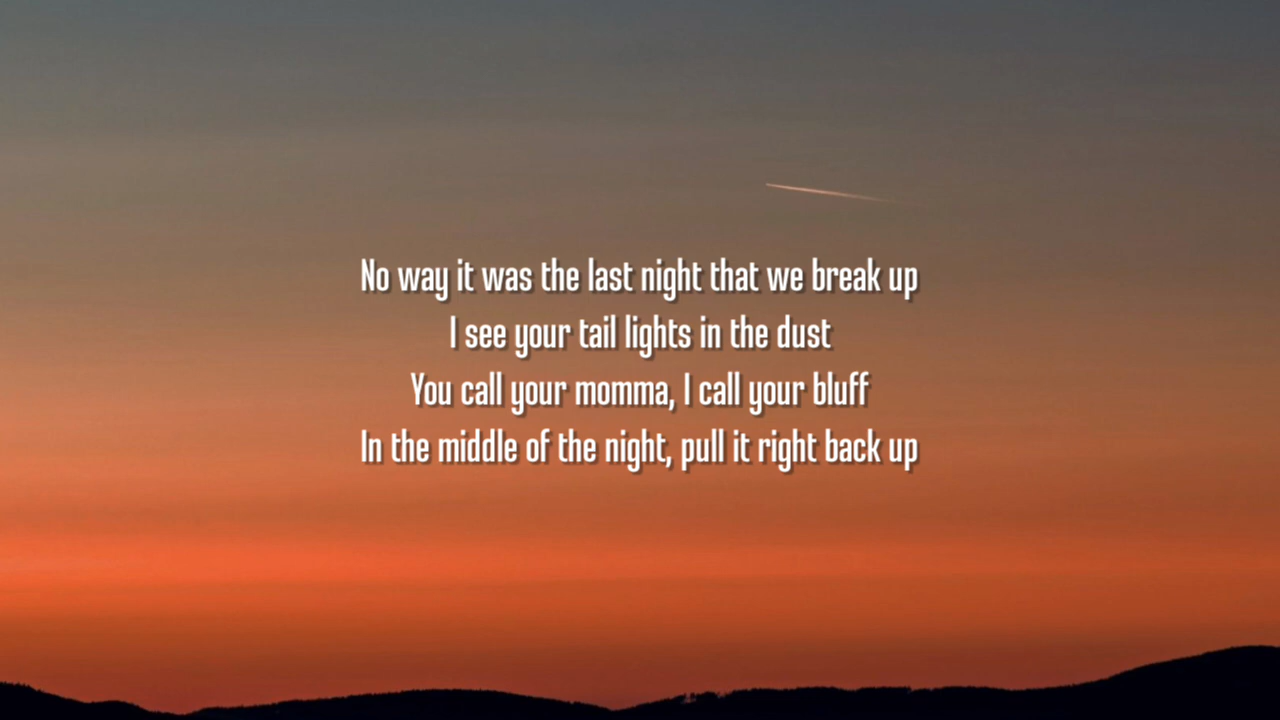 No way it was the last night that we break up
I see your tail lights in the dust
You call your momma, I call your bluff
In the middle of the night, pull it right back up